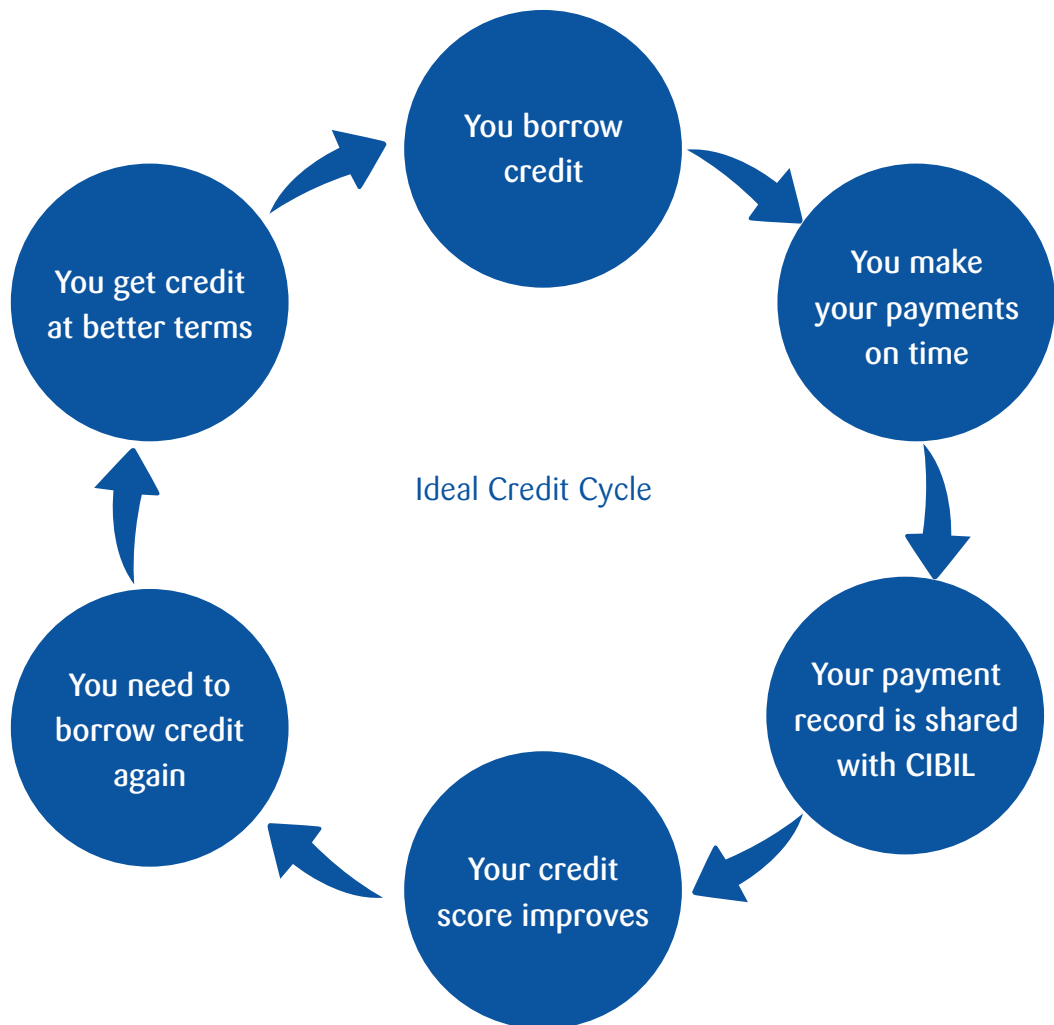 You borrow
credit
You make
your payments
on time
Your payment
record is shared
with CIBIL
Your credit
score improves
You need to
borrow credit
again
You get credit
at better terms
Ideal Credit Cycle